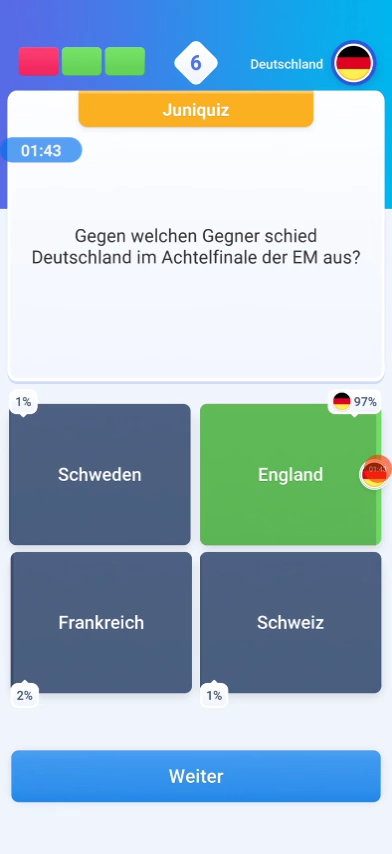 6
Deutschland
Juniquiz
01:43
Gegen welchen Gegner schied
Deutschland im Achtelfinale der EM aus?
1%
97%
Schweden
England
Frankreich
Schweiz
2%
1%
Weiter